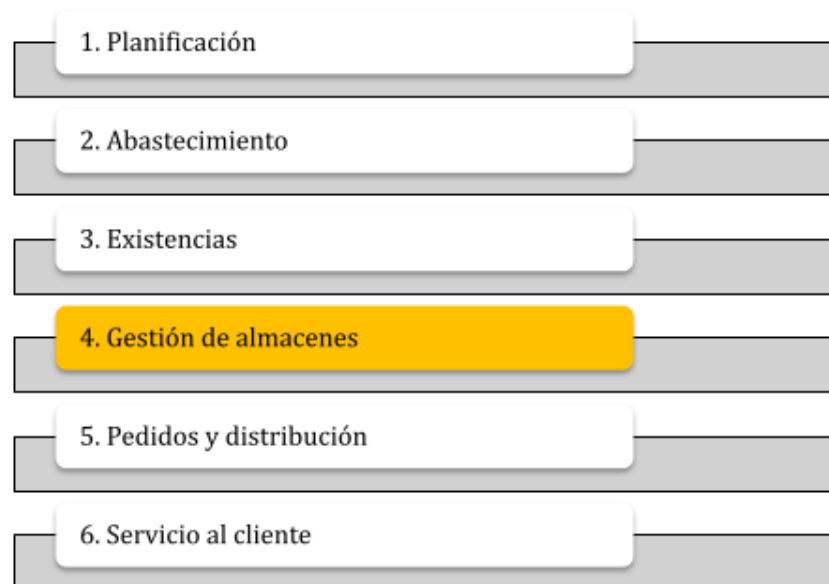 1. Planificación
2. Abastecimiento
3. Existencias
4. Gestión de almacenes
5. Pedidos y distribución
6. Servicio al cliente